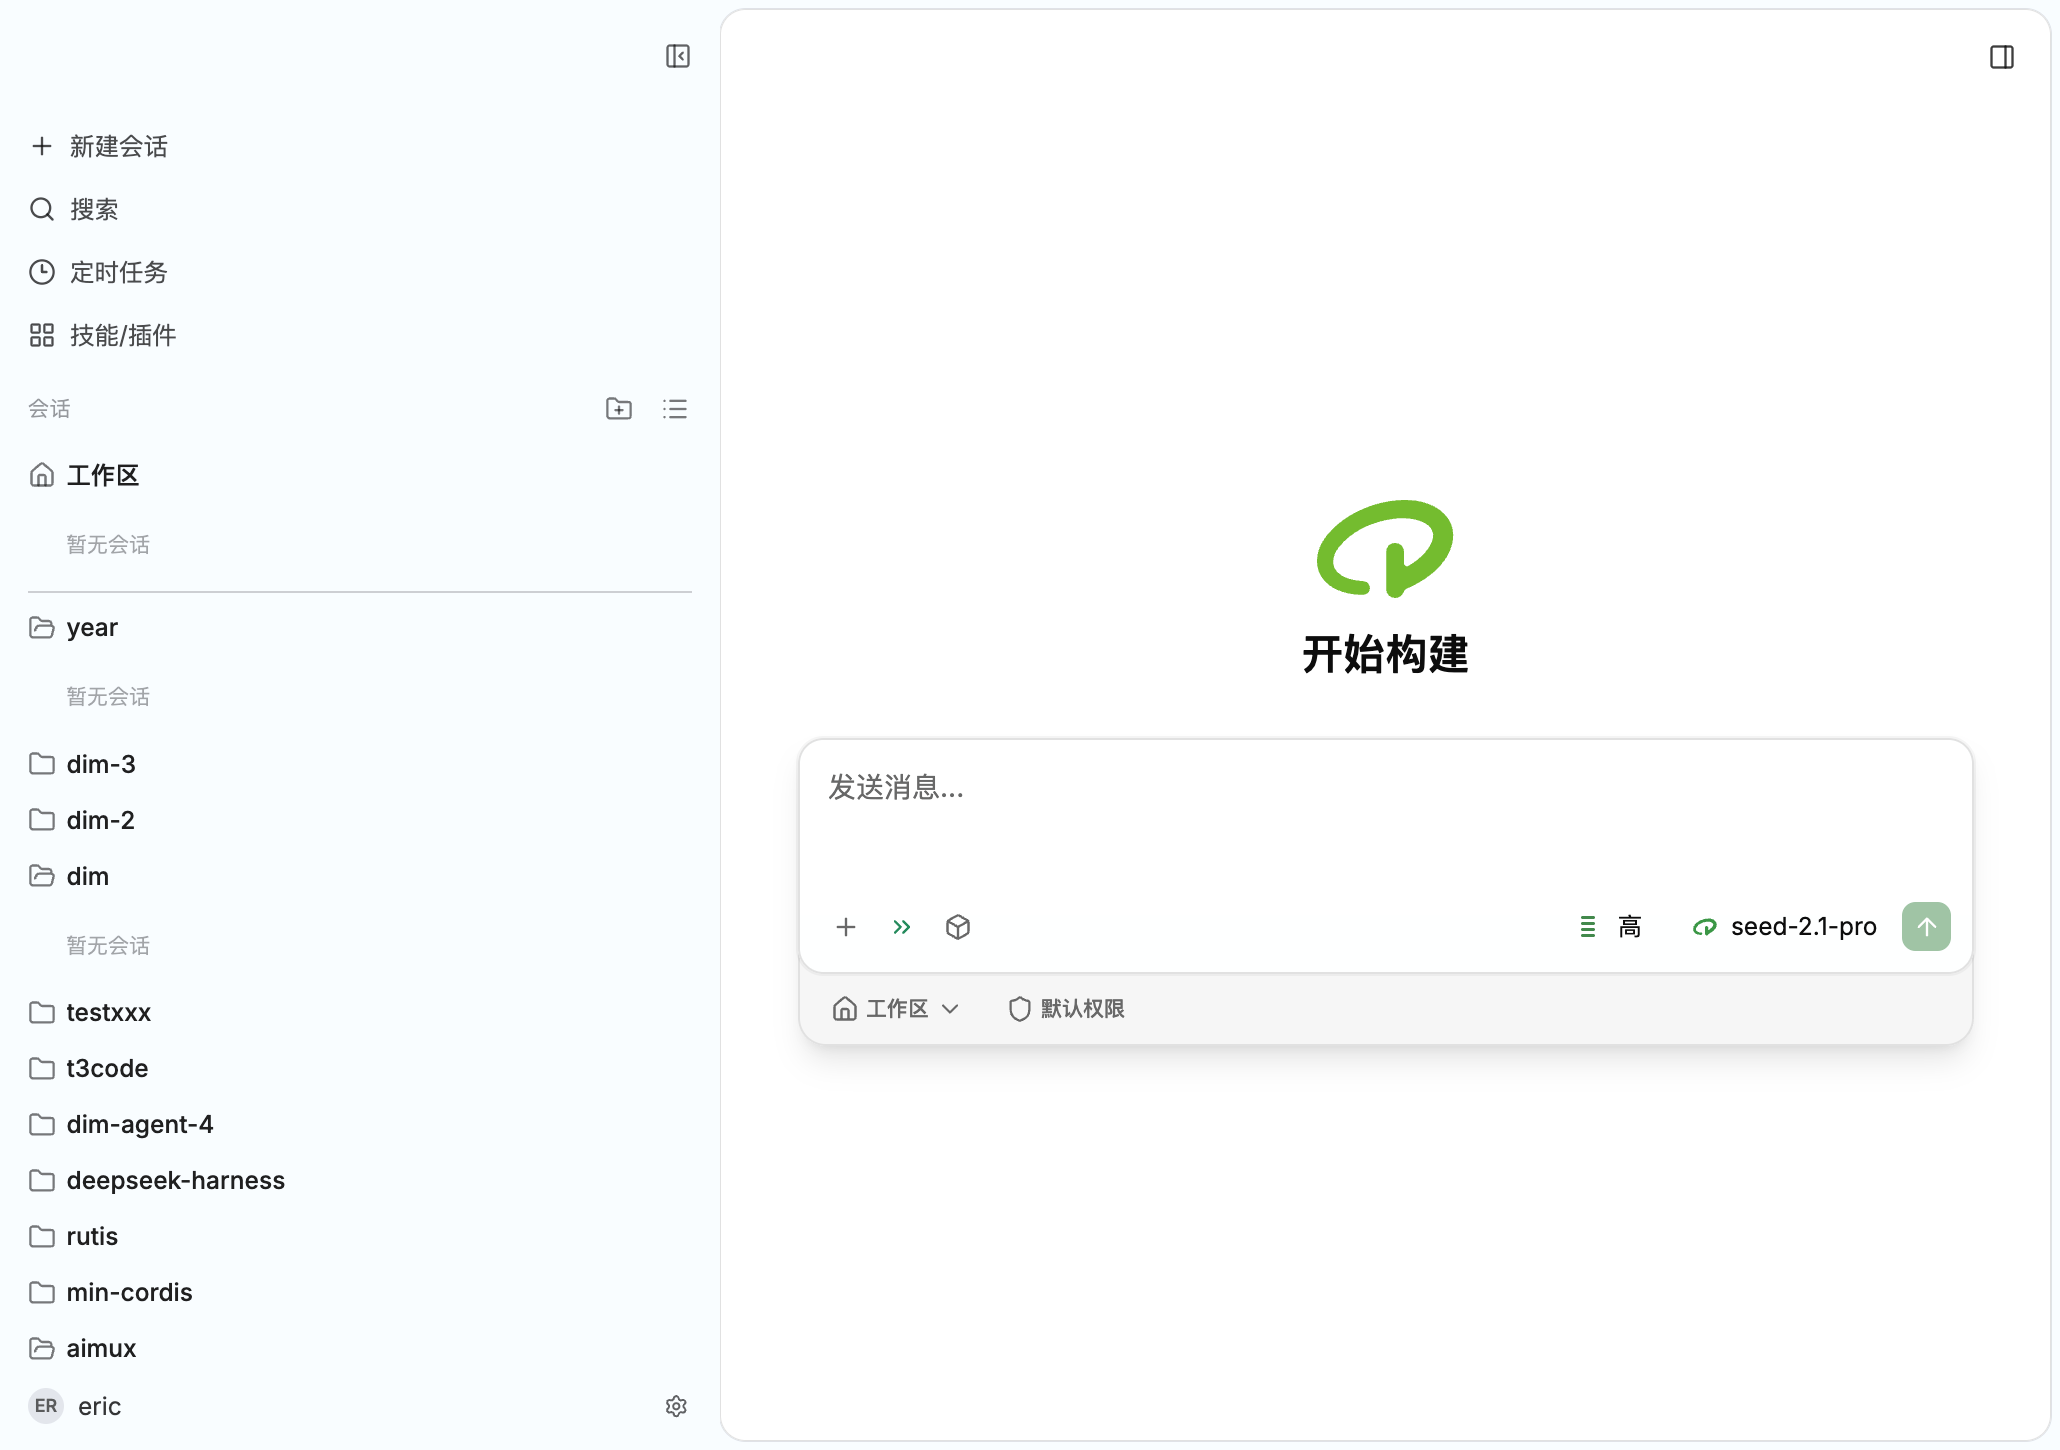 新建会话
搜索
定时任务
技能/插件
会话
工作区
暂无会话
year
暂无会话
dim-3
dim-2
dim
暂无会话
testxxx
t3code
dim-agent-4
deepseek-harness
rutis
min-cordis
aimux
ER eric
开始构建
发送消息...
高 seed-2.1-pro
工作区 默认权限